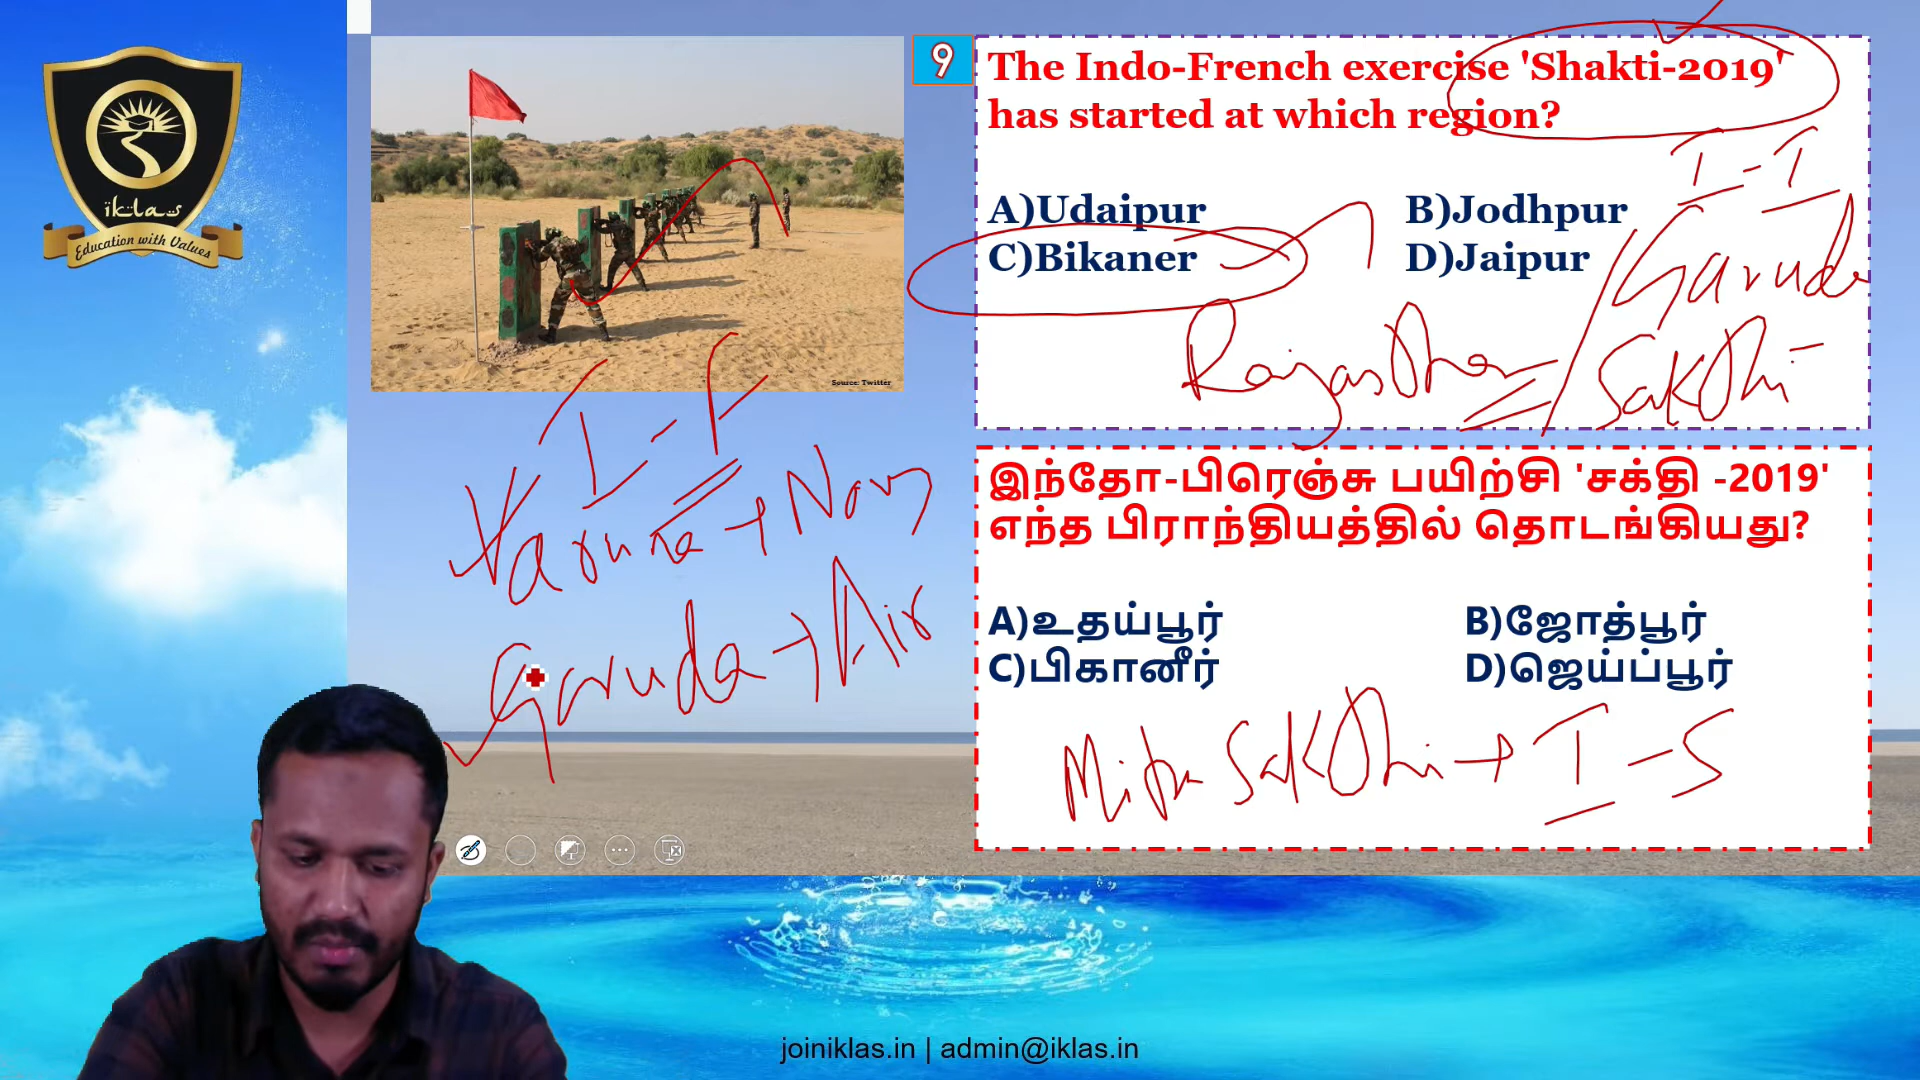 iklas
Education with Values
Source: Twitter
9
The Indo-French exercise 'Shakti-2019'
has started at which region?
A)Udaipur B)Jodhpur
C)Bikaner D)Jaipur
I - I
Garuda
Sakthi -
I - F
Varuna → Navy
Garuda → Air
இந்தோ-பிரெஞ்சு பயிற்சி 'சக்தி -2019'
எந்த பிராந்தியத்தில் தொடங்கியது?
A)உதய்பூர் B)ஜோத்பூர்
C)பிகானீர் D)ஜெய்ப்பூர்
Mitra Sakthi → I - S
joiniklas.in | admin@iklas.in